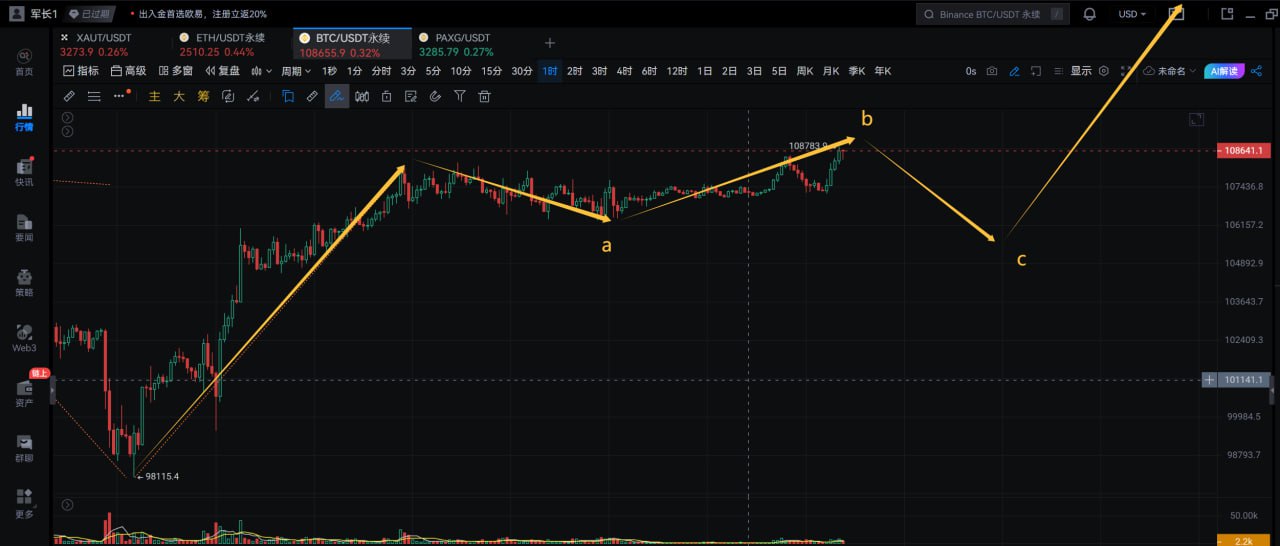 军长1 已过期 • 出入金首选欧易，注册立返20% Binance BTC/USDT 永续 / USD
XAUT/USDT ETH/USDT永续 BTC/USDT永续 PAXG/USDT
3273.9 0.26% 2510.25 0.44% 108655.9 0.32% 3285.79 0.27%
指标 高级 多窗 复盘 周期 1秒 1分 分时 3分 5分 10分 15分 30分 1时 2时 3时 4时 6时 12时 1日 2日 3日 5日 周K 月K 季K 年K 0s 显示 未命名 AI解读
主 大 筹
首页
行情
快讯
要闻
策略
Web3
链上
资产
群聊
更多
b
108783.9
108641.1
107436.8
a
106157.2
c
104892.9
103643.7
102409.3
101141.1
99984.5
98793.7
98115.4
50.00k
2.2k